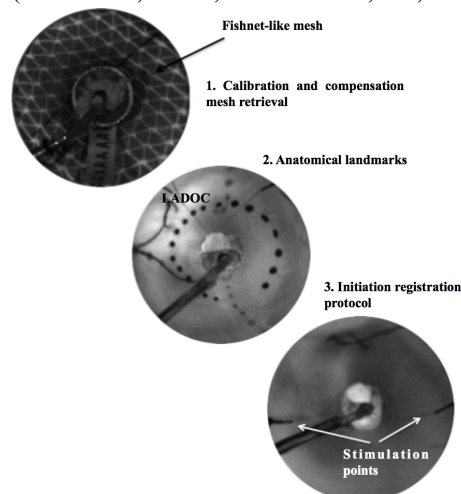 Fishnet-like mesh
1. Calibration and compensation
mesh retrieval
2. Anatomical landmarks
LADOC
3. Initiation registration
protocol
Stimulation
points